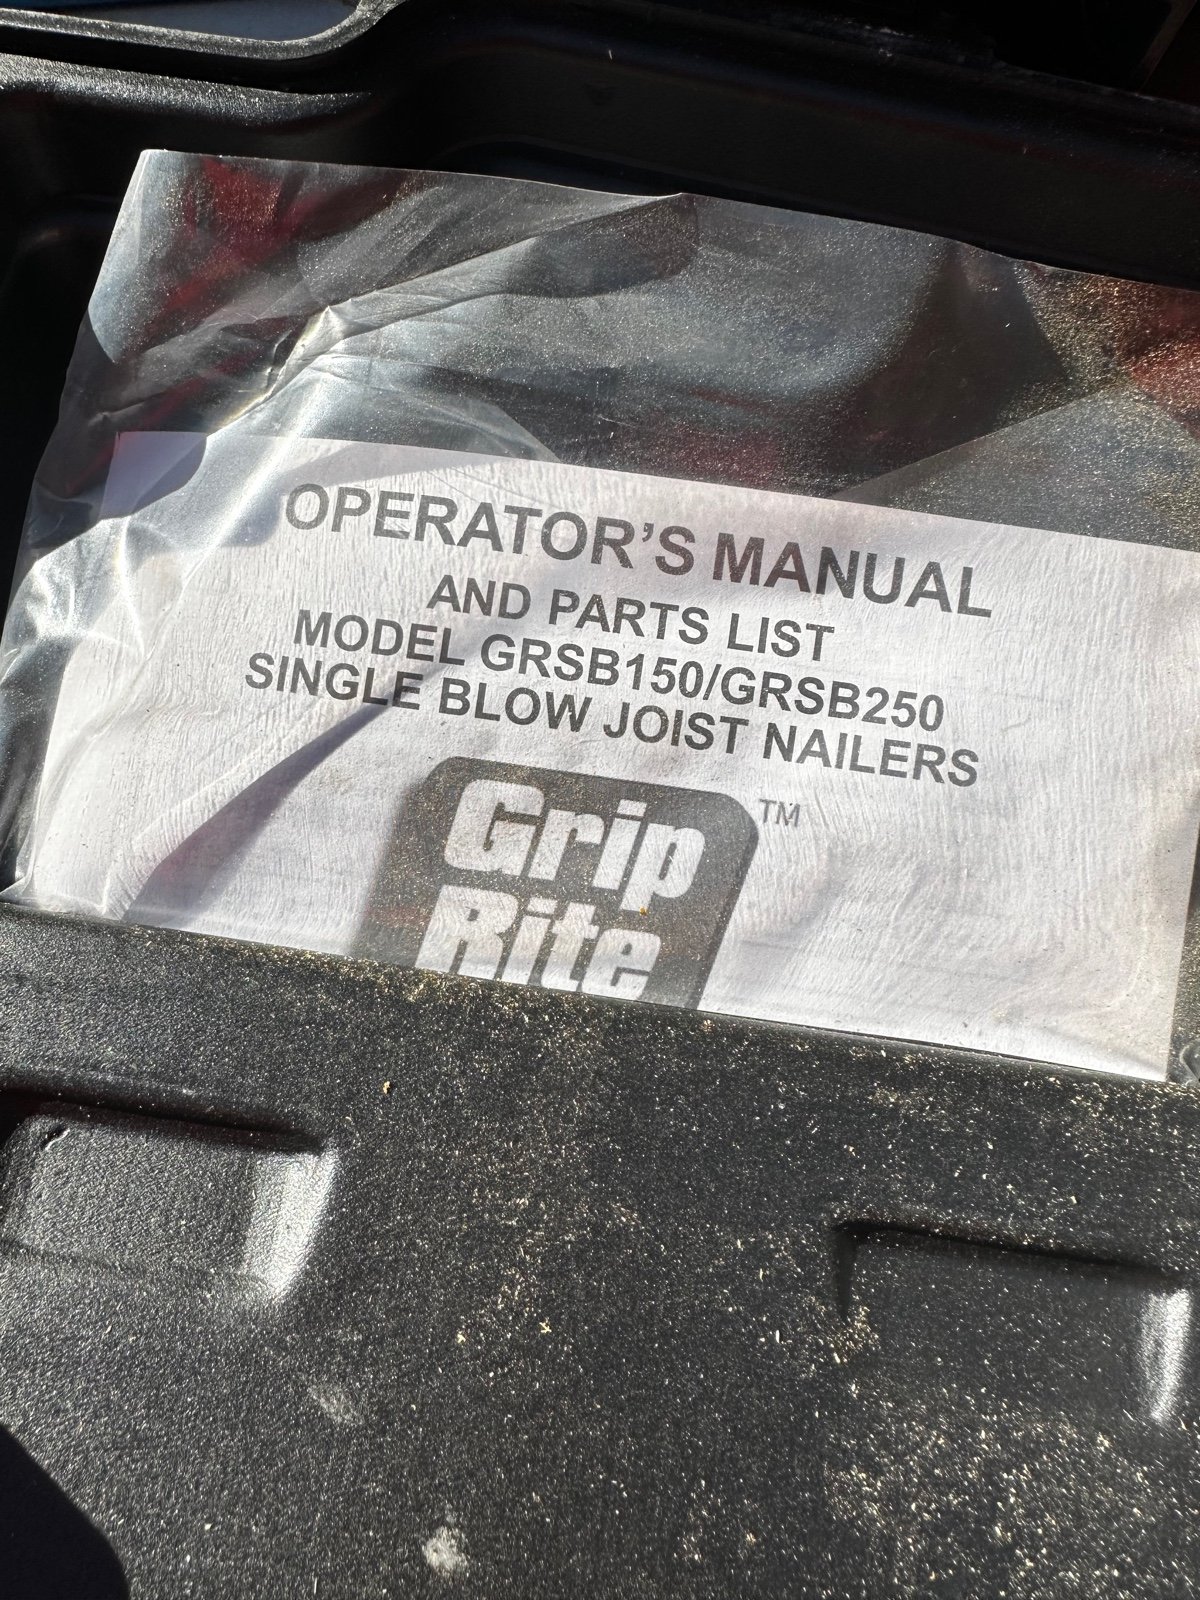 OPERATOR'S MANUAL
AND PARTS LIST
MODEL GRSB150/GRSB250
SINGLE BLOW JOIST NAILERS
Grip
Rite
TM